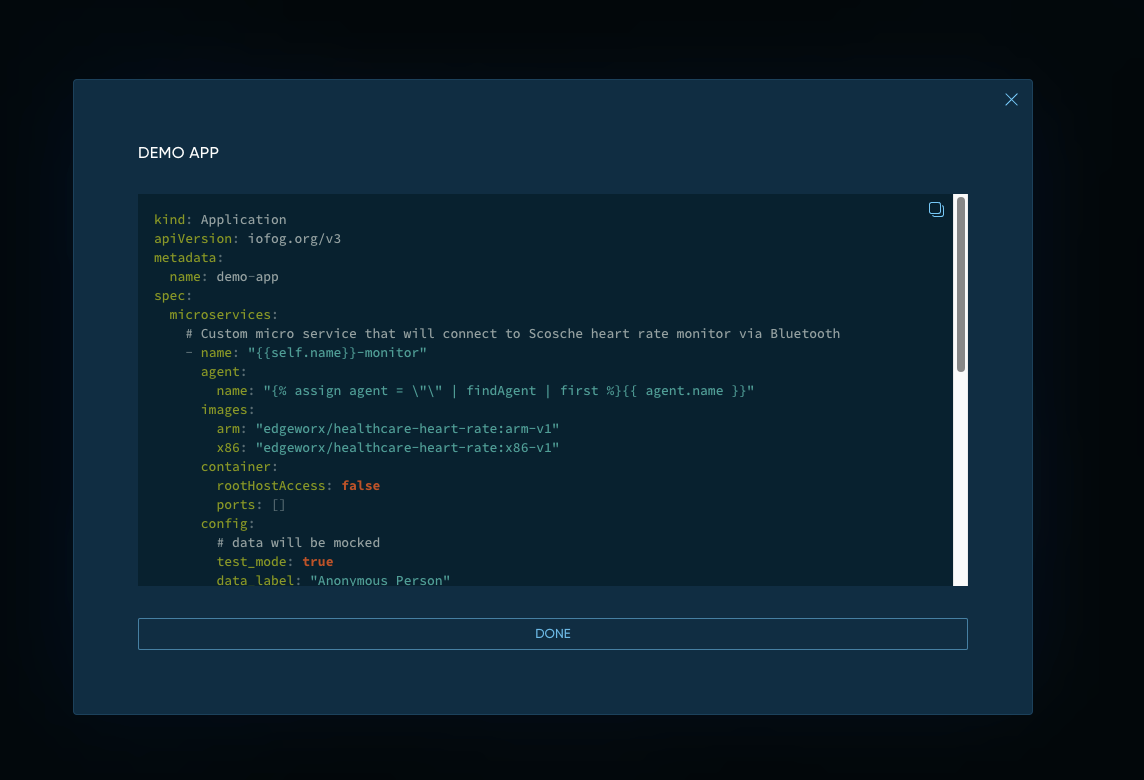 DEMO APP
kind: Application
apiVersion: iofog.org/v3
metadata:
  name: demo-app
spec:
  microservices:
    # Custom micro service that will connect to Scosche heart rate monitor via Bluetooth
    - name: "{{self.name}}-monitor"
      agent:
        name: "{% assign agent = \"\" | findAgent | first %}{{ agent.name }}"
      images:
        arm: "edgeworx/healthcare-heart-rate:arm-v1"
        x86: "edgeworx/healthcare-heart-rate:x86-v1"
      container:
        rootHostAccess: false
        ports: []
      config:
        # data will be mocked
        test_mode: true
        data_label: "Anonymous Person"
DONE